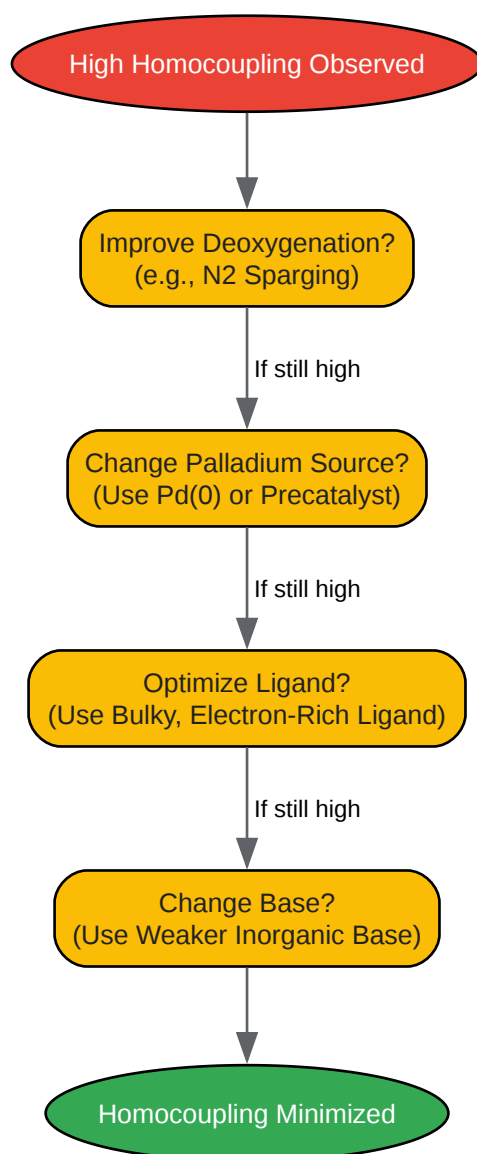 High Homocoupling Observed
Improve Deoxygenation?
(e.g., N2 Sparging)
If still high
Change Palladium Source?
(Use Pd(0) or Precatalyst)
If still high
Optimize Ligand?
(Use Bulky, Electron-Rich Ligand)
If still high
Change Base?
(Use Weaker Inorganic Base)
Homocoupling Minimized